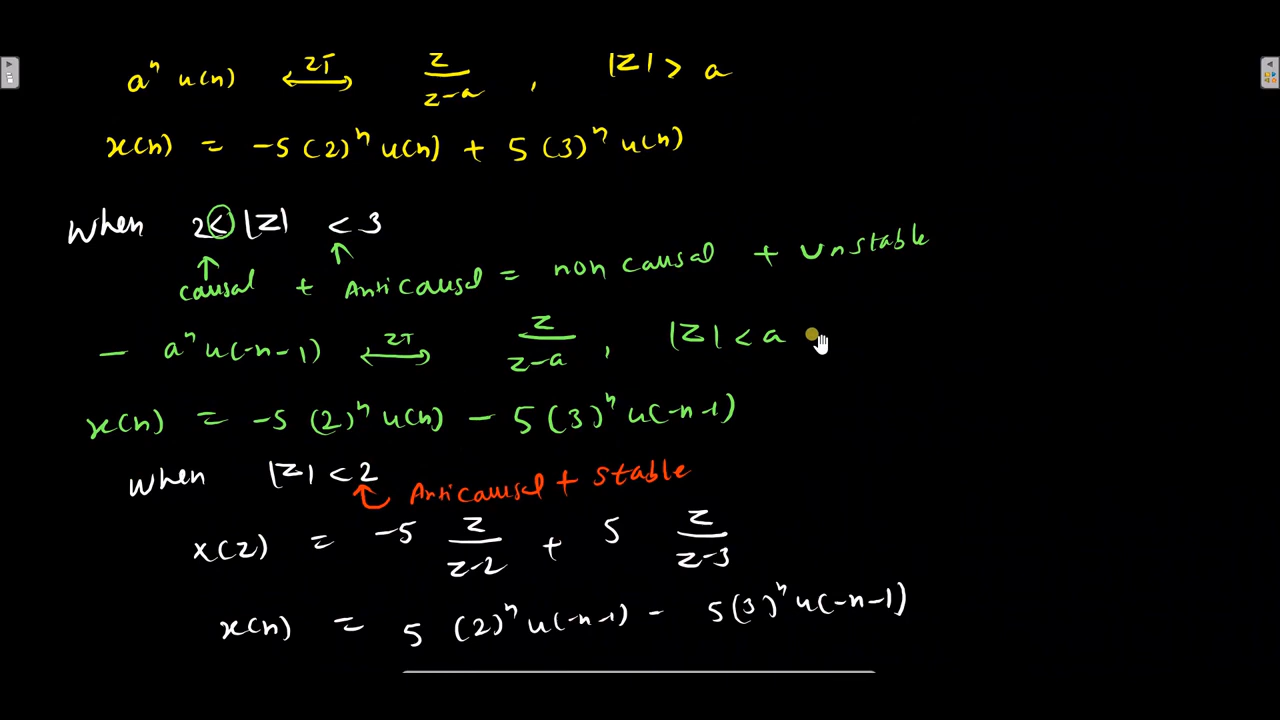 aⁿ u(n) ⟷ ZT z/(z-a) , |Z| > a
x(n) = -5 (2)ⁿ u(n) + 5 (3)ⁿ u(n)
When 2 < |Z| < 3
causal + Anticausal = non causal + unstable
- aⁿ u(-n-1) ⟷ ZT z/(z-a) , |Z| < a
x(n) = -5 (2)ⁿ u(n) - 5 (3)ⁿ u(-n-1)
when |Z| < 2
Anticausal + stable
X(z) = -5 z/(z-2) + 5 z/(z-3)
x(n) = 5 (2)ⁿ u(-n-1) - 5(3)ⁿ u(-n-1)